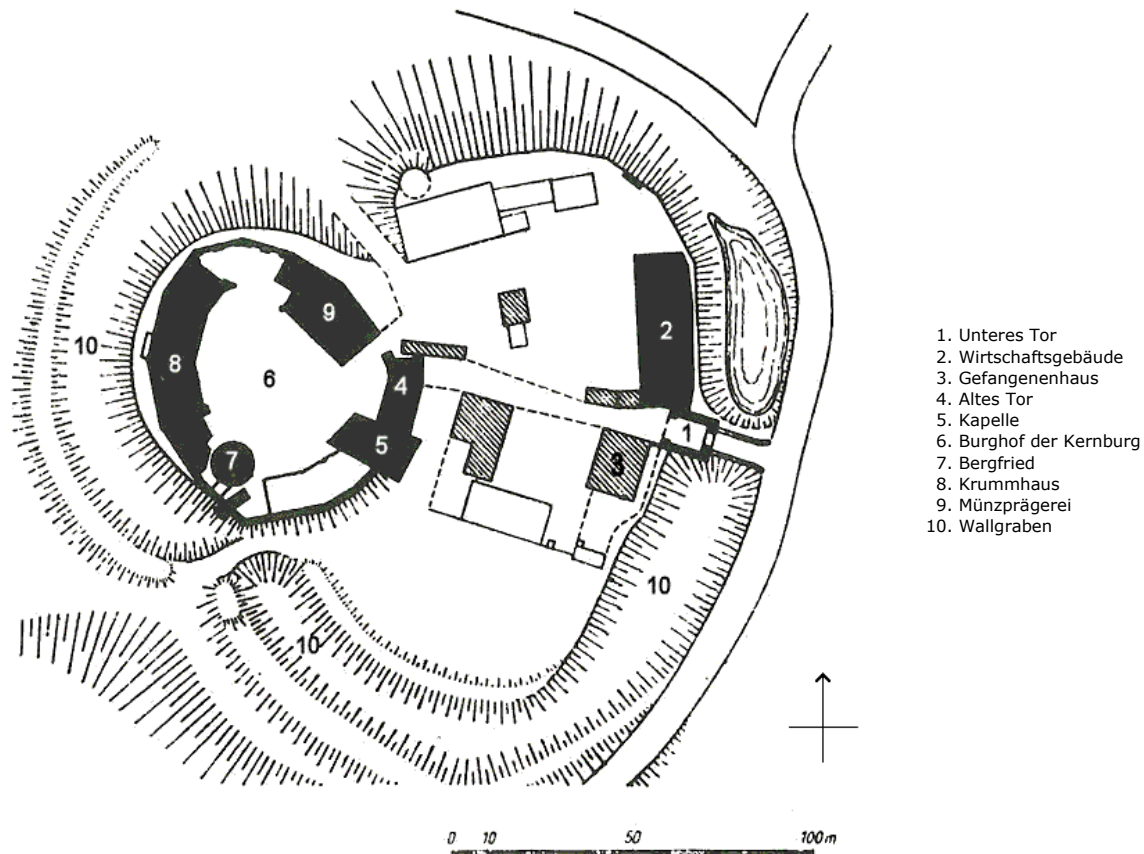 9
2
10
8
6
4
1
5
3
7
10
10
1. Unteres Tor
2. Wirtschaftsgebäude
3. Gefangenenhaus
4. Altes Tor
5. Kapelle
6. Burghof der Kernburg
7. Bergfried
8. Krummhaus
9. Münzprägerei
10. Wallgraben
0 10 50 100m